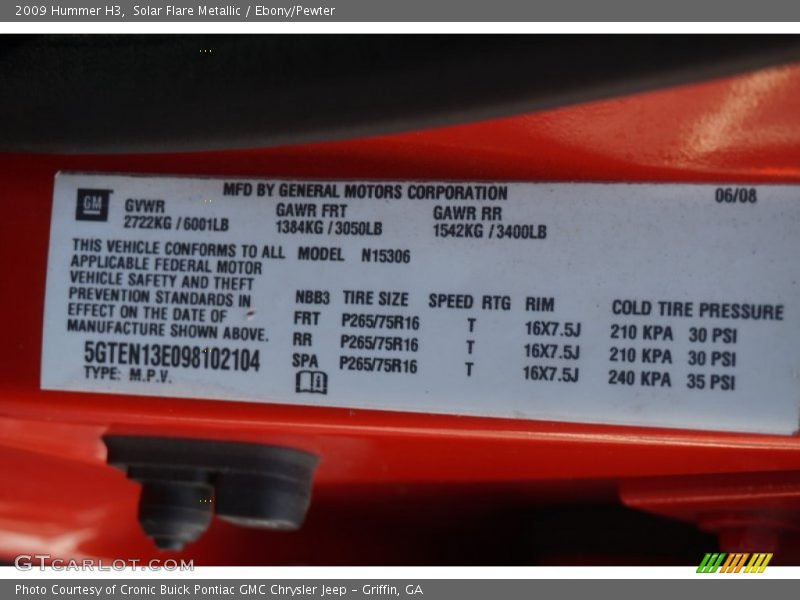 2009 Hummer H3, Solar Flare Metallic / Ebony/Pewter
MFD BY GENERAL MOTORS CORPORATION 06/08
GM
GVWR GAWR FRT GAWR RR
2722KG / 6001LB 1384KG / 3050LB 1542KG / 3400LB
THIS VEHICLE CONFORMS TO ALL MODEL N15306
APPLICABLE FEDERAL MOTOR
VEHICLE SAFETY AND THEFT
PREVENTION STANDARDS IN
EFFECT ON THE DATE OF
MANUFACTURE SHOWN ABOVE.
5GTEN13E098102104
TYPE: M.P.V.
NBB3 TIRE SIZE SPEED RTG RIM COLD TIRE PRESSURE
FRT P265/75R16 T 16X7.5J 210 KPA 30 PSI
RR P265/75R16 T 16X7.5J 210 KPA 30 PSI
SPA P265/75R16 T 16X7.5J 240 KPA 35 PSI
GTCARLOT.COM
Photo Courtesy of Cronic Buick Pontiac GMC Chrysler Jeep - Griffin, GA